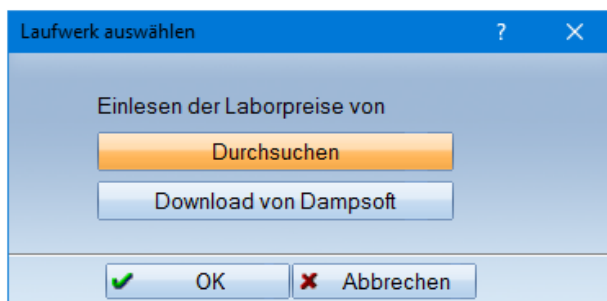 Laufwerk auswählen ?
Einlesen der Laborpreise von
Durchsuchen
Download von Dampsoft
OK Abbrechen